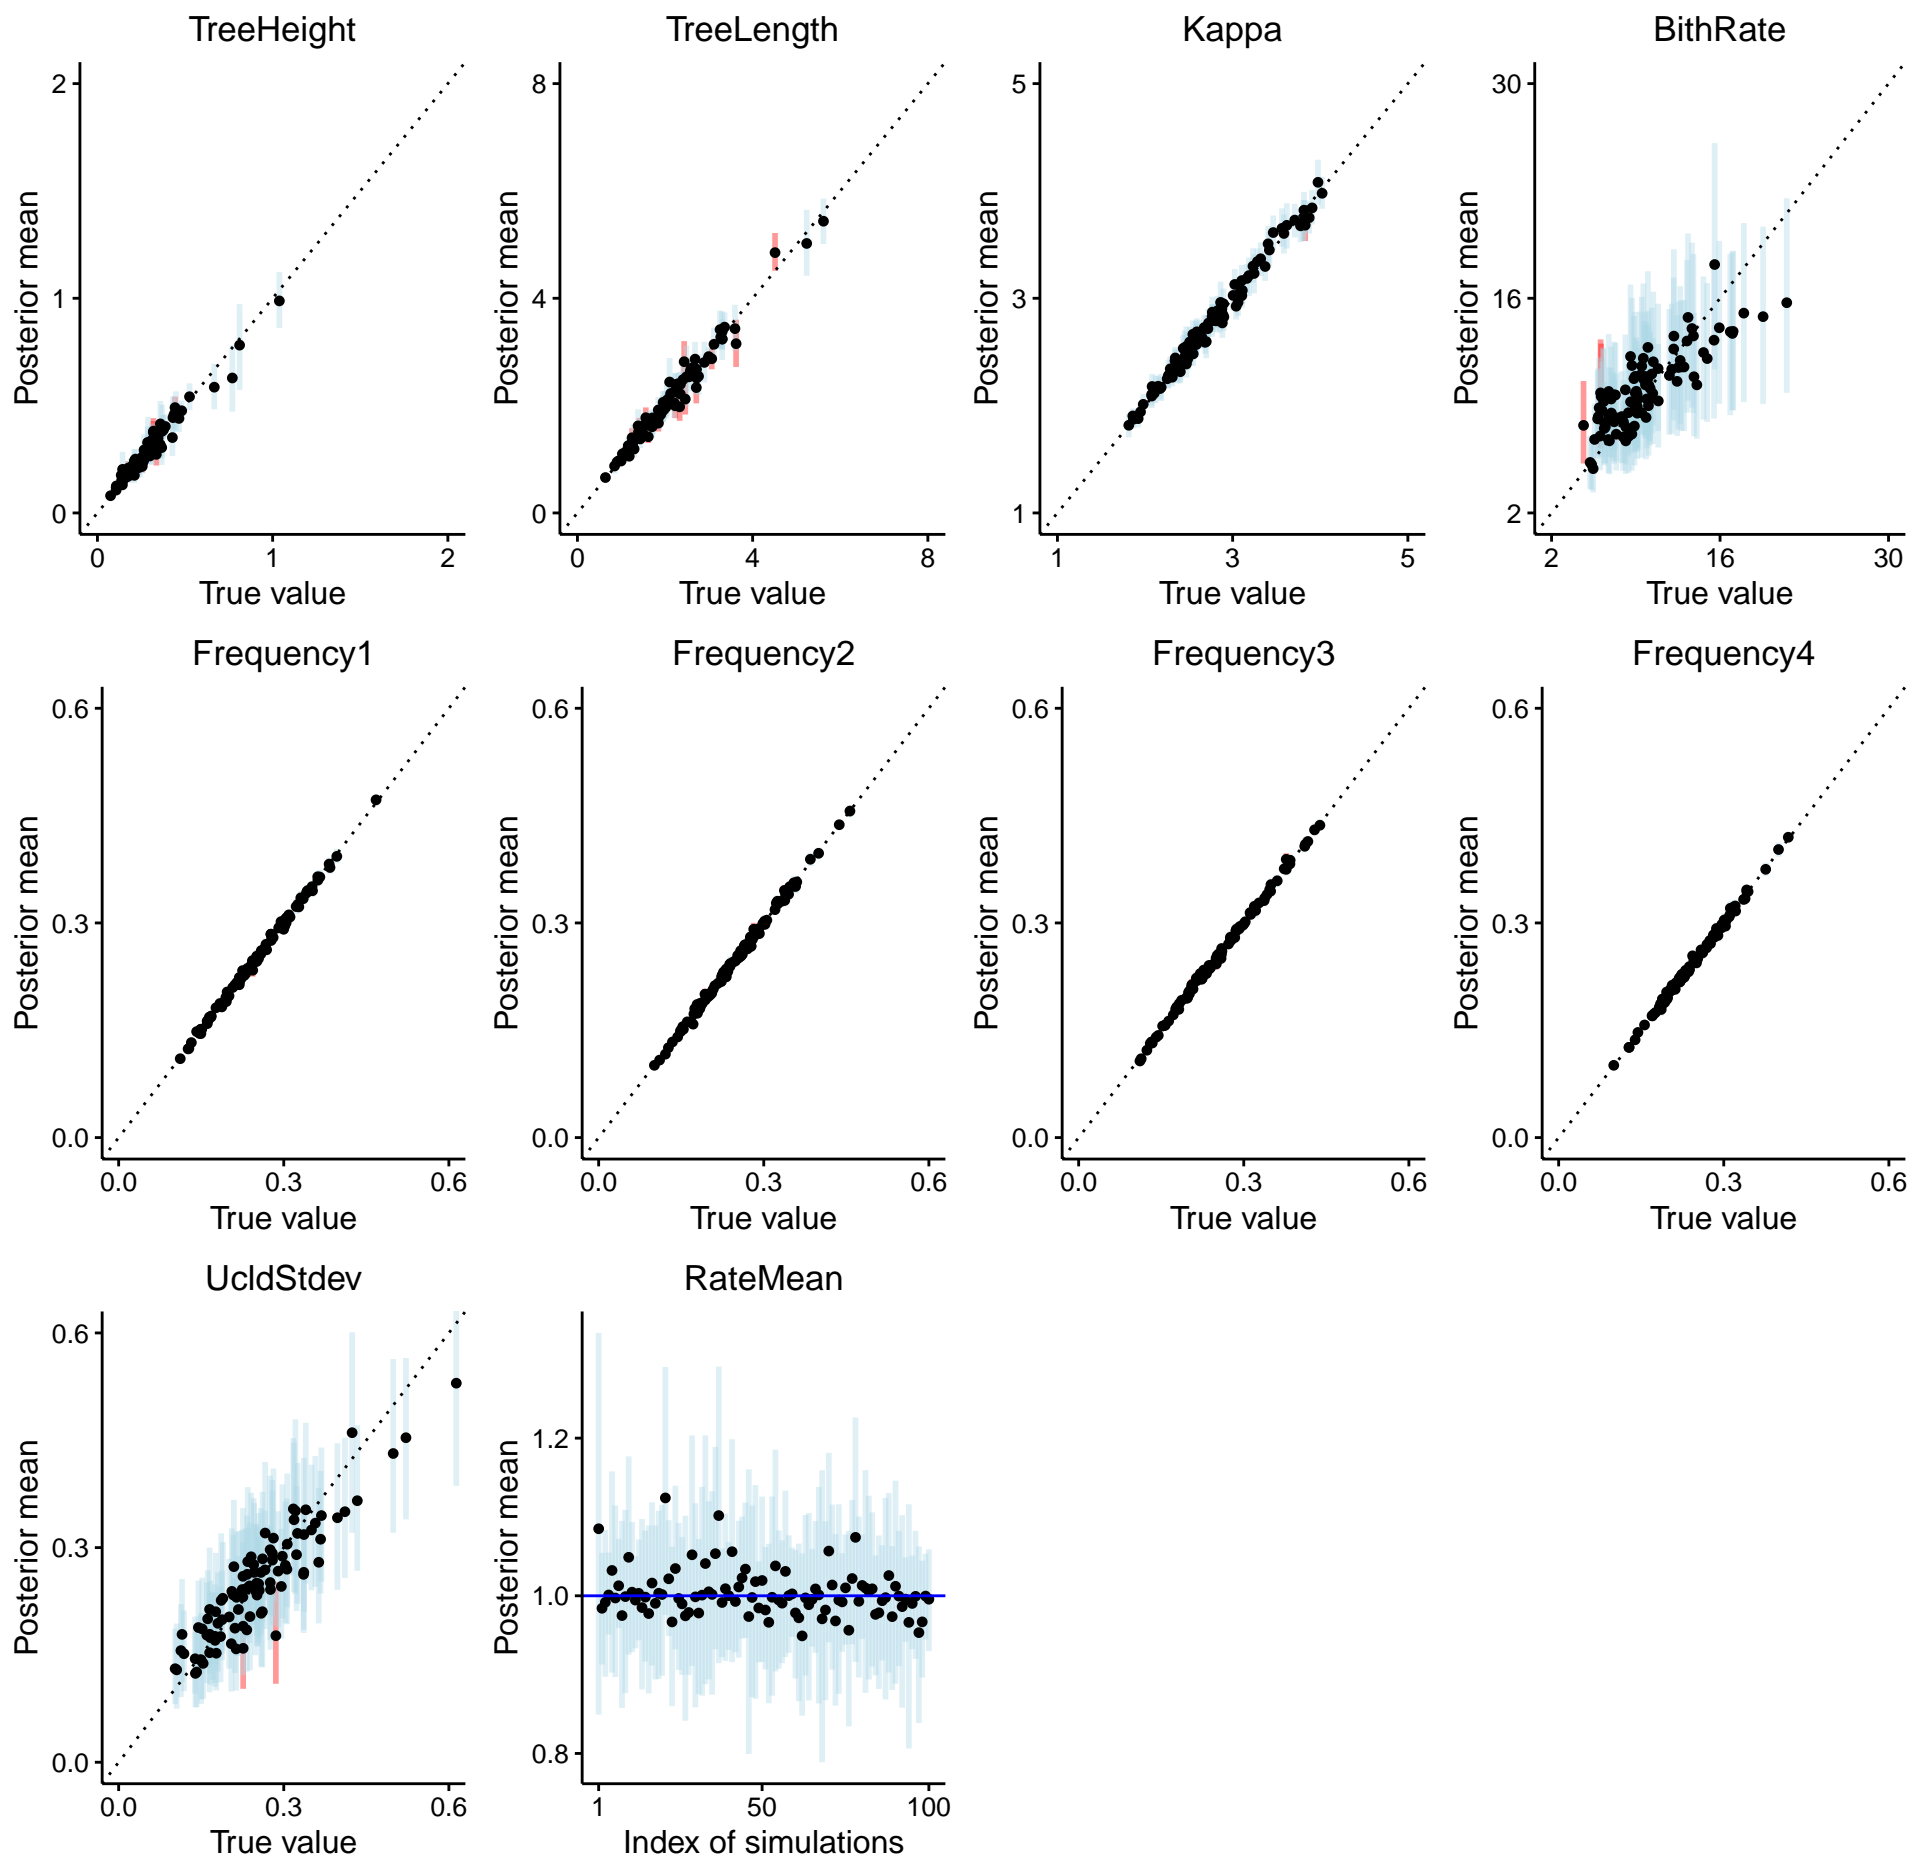 TreeHeight
TreeLength
Kappa
BithRate
Posterior mean
2
1
0
0
1
2
True value
Posterior mean
8
4
0
0
4
8
True value
Posterior mean
5
3
1
1
3
5
True value
Posterior mean
30
16
2
2
16
30
True value
Frequency1
Frequency2
Frequency3
Frequency4
Posterior mean
0.6
0.3
0.0
0.0
0.3
0.6
True value
Posterior mean
0.6
0.3
0.0
0.0
0.3
0.6
True value
Posterior mean
0.6
0.3
0.0
0.0
0.3
0.6
True value
Posterior mean
0.6
0.3
0.0
0.0
0.3
0.6
True value
UcldStdev
RateMean
Posterior mean
0.6
0.3
0.0
0.0
0.3
0.6
True value
Posterior mean
1.2
1.0
0.8
1
50
100
Index of simulations